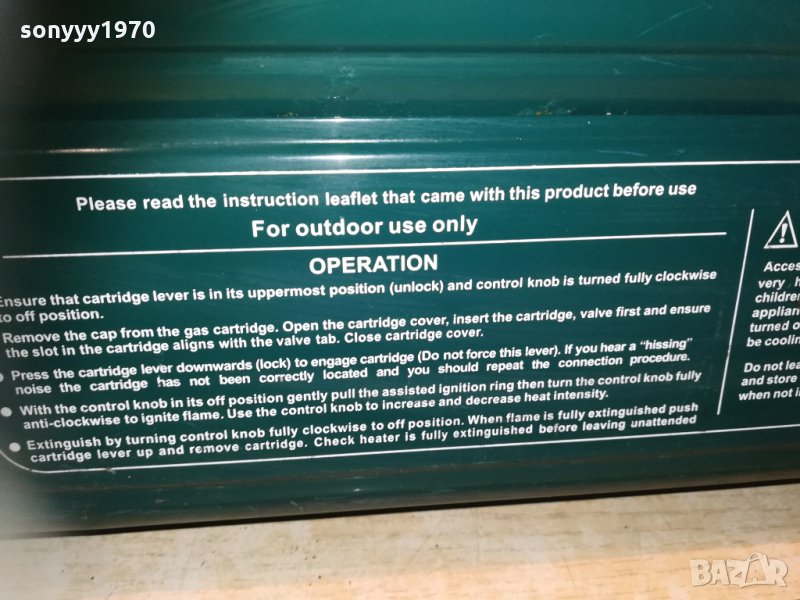 sonyyy1970
Please read the instruction leaflet that came with this product before use
For outdoor use only
OPERATION
Ensure that cartridge lever is in its uppermost position (unlock) and control knob is turned fully clockwise
to off position.
Remove the cap from the gas cartridge. Open the cartridge cover, insert the cartridge, valve first and ensure
the slot in the cartridge aligns with the valve tab. Close cartridge cover.
● Press the cartridge lever downwards (lock) to engage cartridge (Do not force this lever). If you hear a "hissing"
noise the cartridge has not been correctly located and you should repeat the connection procedure.
● With the control knob in its off position gently pull the assisted ignition ring then turn the control knob fully
anti-clockwise to ignite flame. Use the control knob to increase and decrease heat intensity.
● Extinguish by turning control knob fully clockwise to off position. When flame is fully extinguished push
cartridge lever up and remove cartridge. Check heater is fully extinguished before leaving unattended
very
children
turned
be
Do not
and store
when not
BAZAR